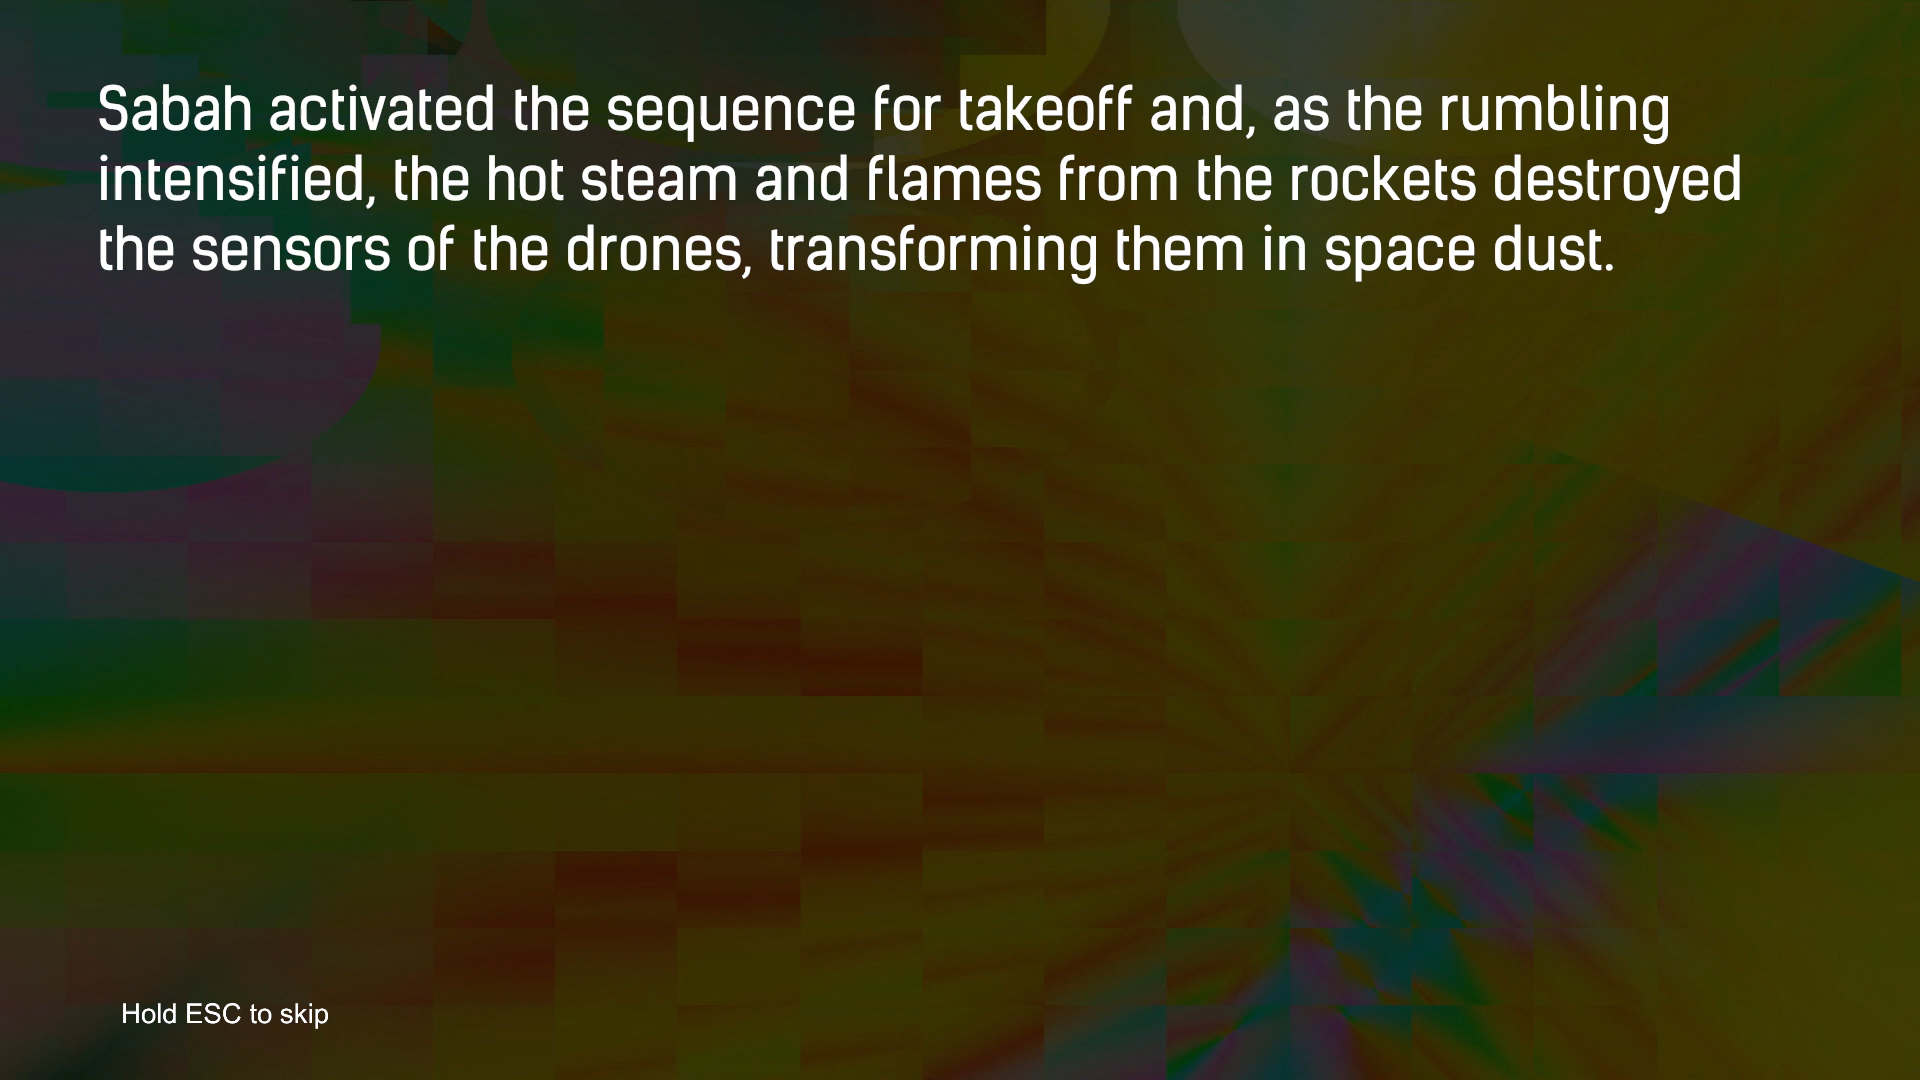 Sabah activated the sequence for takeoff and, as the rumbling
intensified, the hot steam and flames from the rockets destroyed
the sensors of the drones, transforming them in space dust.
Hold ESC to skip